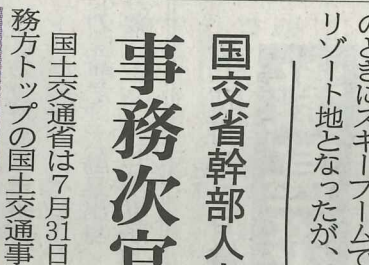 のときにスキーブームで
リゾート地となったが、
国交省幹部人
事務次官
国土交通省は7月31日
務方トップの国土交通事